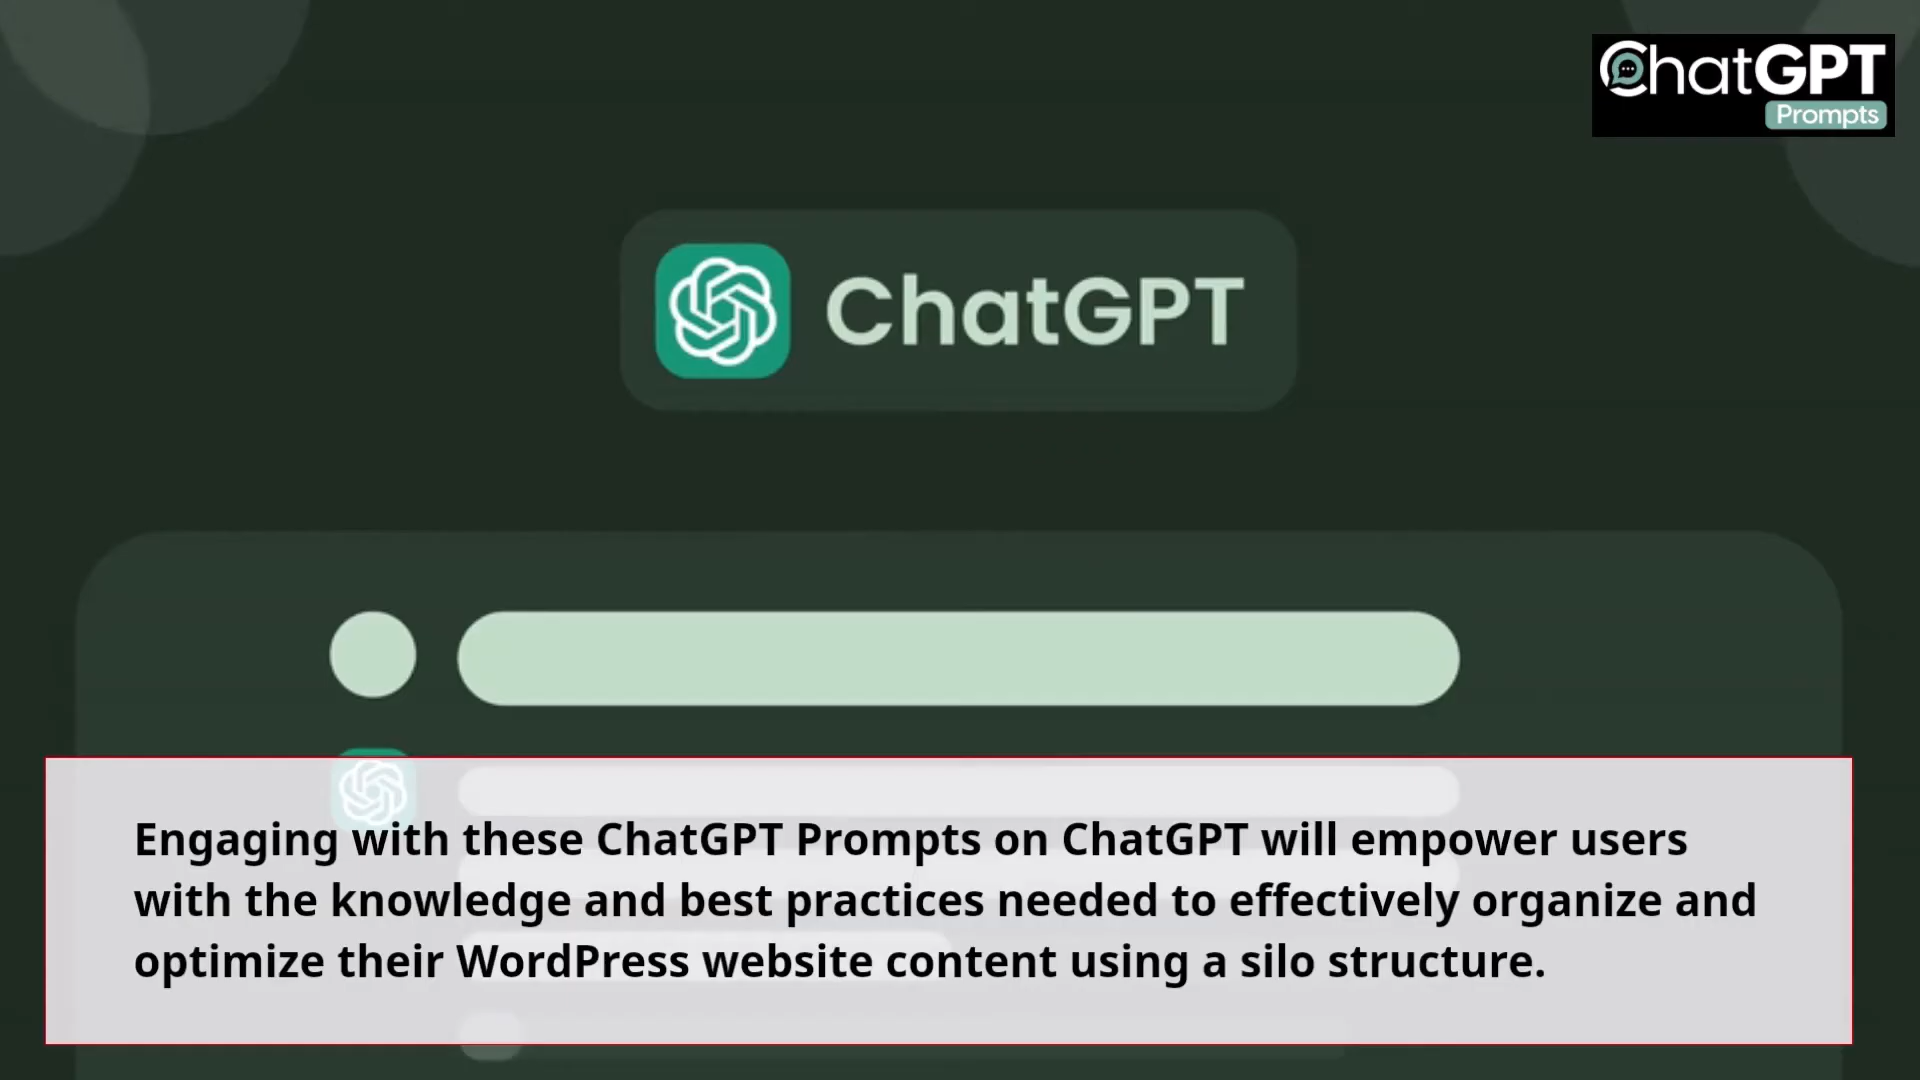 ChatGPT
Prompts
ChatGPT
Engaging with these ChatGPT Prompts on ChatGPT will empower users
with the knowledge and best practices needed to effectively organize and
optimize their WordPress website content using a silo structure.